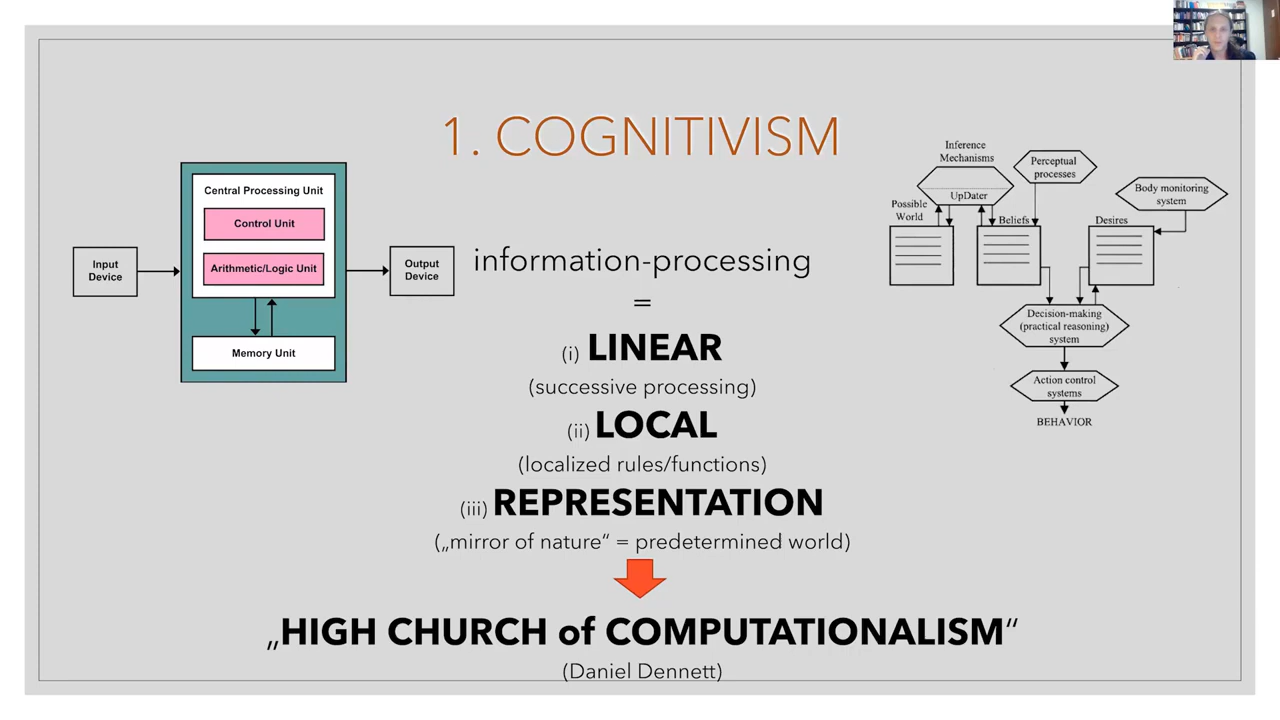 1. COGNITIVISM
Central Processing Unit
Control Unit
Arithmetic/Logic Unit
Input
Device
Output
Device
Memory Unit
information-processing
=
(i) LINEAR
(successive processing)
(ii) LOCAL
(localized rules/functions)
(iii) REPRESENTATION
(„mirror of nature“ = predetermined world)
„HIGH CHURCH of COMPUTATIONALISM“
(Daniel Dennett)
Inference
Mechanisms
UpDater
Perceptual
processes
Body monitoring
system
Possible
World
Beliefs
Desires
Decision-making
(practical reasoning)
system
Action control
systems
BEHAVIOR